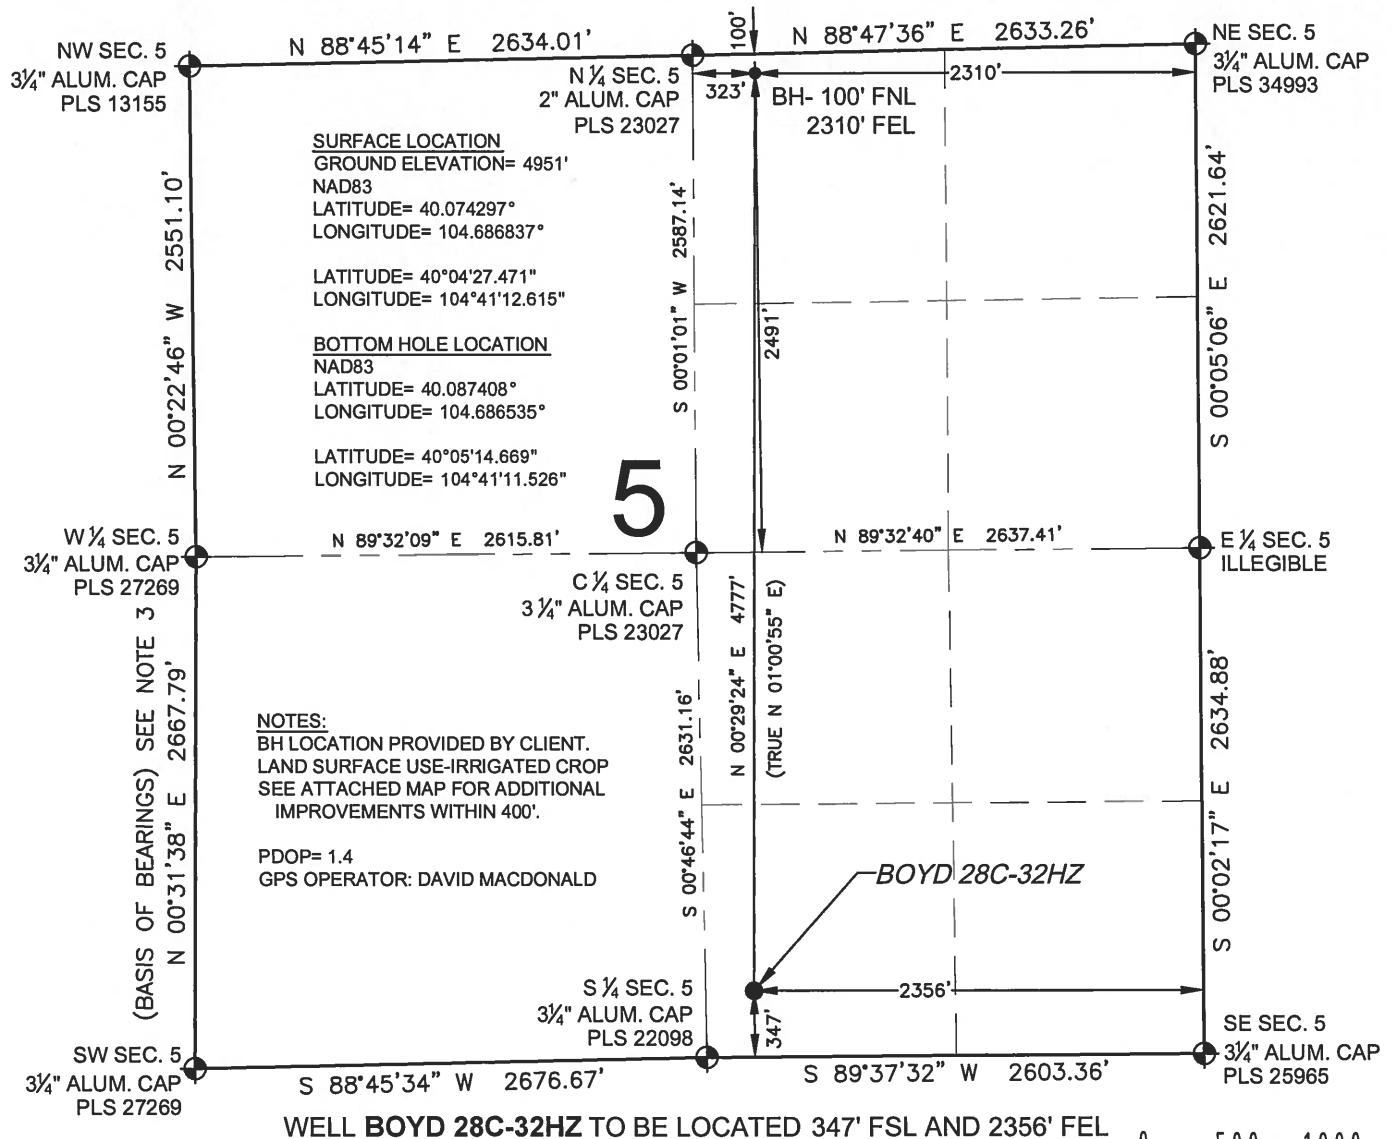 N 88°45'14" E 2634.01'
100'
N 88°47'36" E 2633.26'
NW SEC. 5
3¼" ALUM. CAP
PLS 13155
N ¼ SEC. 5
2" ALUM. CAP
PLS 23027
323'
2310'
BH- 100' FNL
2310' FEL
NE SEC. 5
3¼" ALUM. CAP
PLS 34993
SURFACE LOCATION
GROUND ELEVATION= 4951'
NAD83
LATITUDE= 40.074297°
LONGITUDE= 104.686837°
LATITUDE= 40°04'27.471"
LONGITUDE= 104°41'12.615"
BOTTOM HOLE LOCATION
NAD83
LATITUDE= 40.087408°
LONGITUDE= 104.686535°
LATITUDE= 40°05'14.669"
LONGITUDE= 104°41'11.526"
N 00°22'46" W 2551.10'
S 00°01'01" W 2587.14'
2491'
S 00°05'06" E 2621.64'
5
W ¼ SEC. 5
3¼" ALUM. CAP
PLS 27269
N 89°32'09" E 2615.81'
N 89°32'40" E 2637.41'
C ¼ SEC. 5
3 ¼" ALUM. CAP
PLS 23027
E ¼ SEC. 5
ILLEGIBLE
(BASIS OF BEARINGS) SEE NOTE 3
N 00°31'38" E 2667.79'
NOTES:
BH LOCATION PROVIDED BY CLIENT.
LAND SURFACE USE-IRRIGATED CROP
SEE ATTACHED MAP FOR ADDITIONAL
IMPROVEMENTS WITHIN 400'.
PDOP= 1.4
GPS OPERATOR: DAVID MACDONALD
S 00°46'44" E 2631.16'
N 00°29'24" E 4777'
(TRUE N 01°00'55" E)
S 00°02'17" E 2634.88'
BOYD 28C-32HZ
S ¼ SEC. 5
3¼" ALUM. CAP
PLS 22098
2356'
347'
SW SEC. 5
3¼" ALUM. CAP
PLS 27269
SE SEC. 5
3¼" ALUM. CAP
PLS 25965
S 88°45'34" W 2676.67'
S 89°37'32" W 2603.36'
WELL BOYD 28C-32HZ TO BE LOCATED 347' FSL AND 2356' FEL